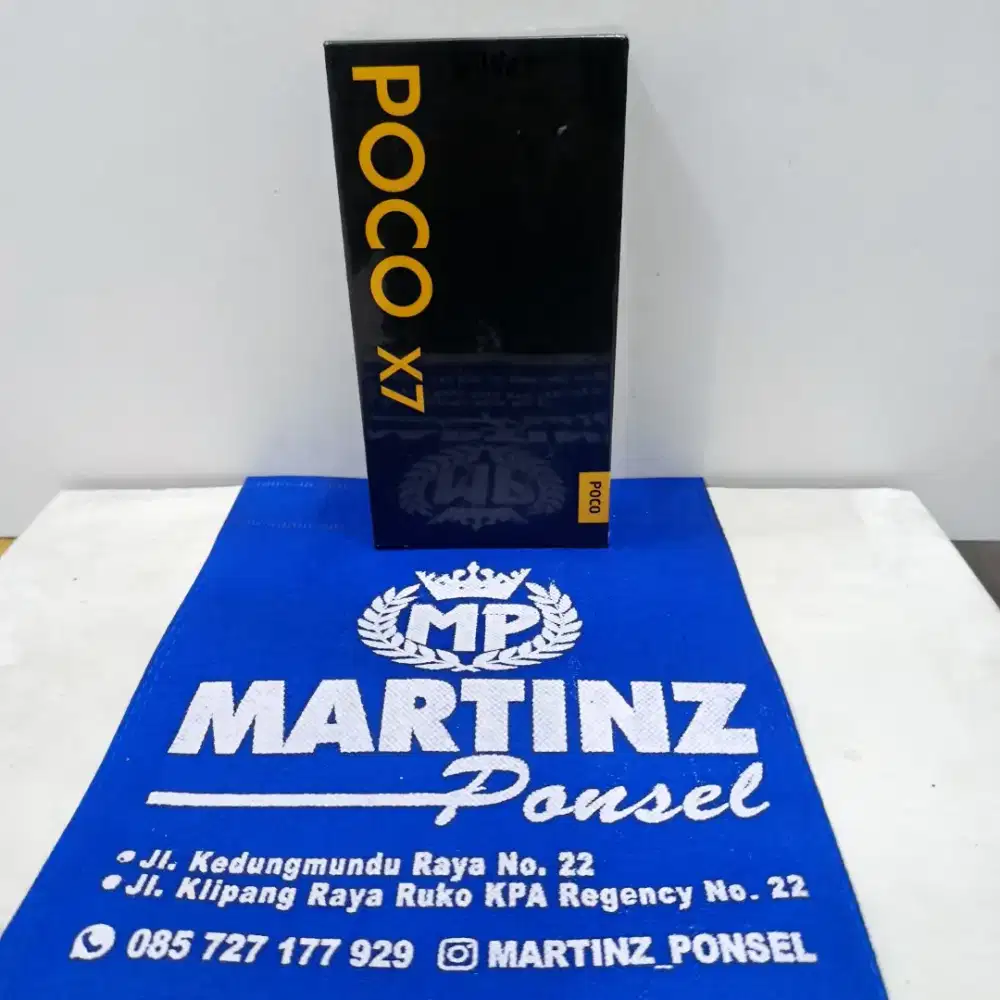 POCO X7
POCO
MP
MARTINZ
Ponsel
Jl. Kedungmundu Raya No. 22
Jl. Klipang Raya Ruko KPA Regency No. 22
085 727 177 929 MARTINZ_PONSEL